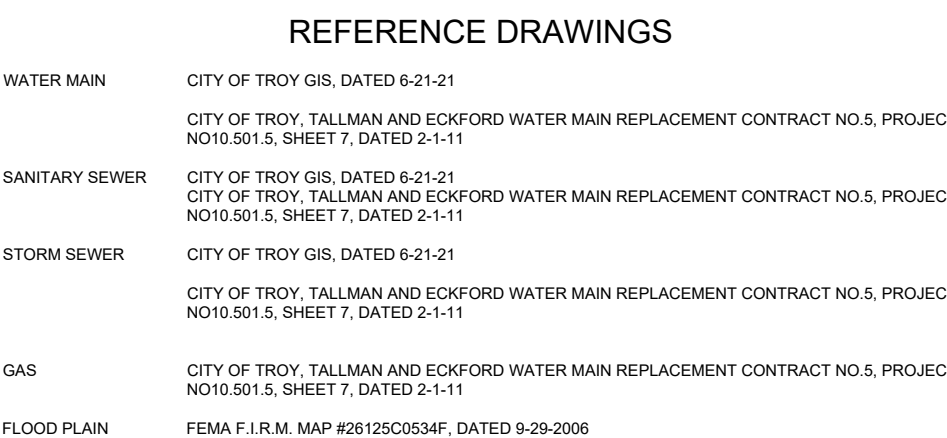 REFERENCE DRAWINGS
WATER MAIN CITY OF TROY GIS, DATED 6-21-21
CITY OF TROY, TALLMAN AND ECKFORD WATER MAIN REPLACEMENT CONTRACT NO.5, PROJEC
NO10.501.5, SHEET 7, DATED 2-1-11
SANITARY SEWER CITY OF TROY GIS, DATED 6-21-21
CITY OF TROY, TALLMAN AND ECKFORD WATER MAIN REPLACEMENT CONTRACT NO.5, PROJEC
NO10.501.5, SHEET 7, DATED 2-1-11
STORM SEWER CITY OF TROY GIS, DATED 6-21-21
CITY OF TROY, TALLMAN AND ECKFORD WATER MAIN REPLACEMENT CONTRACT NO.5, PROJEC
NO10.501.5, SHEET 7, DATED 2-1-11
GAS CITY OF TROY, TALLMAN AND ECKFORD WATER MAIN REPLACEMENT CONTRACT NO.5, PROJEC
NO10.501.5, SHEET 7, DATED 2-1-11
FLOOD PLAIN FEMA F.I.R.M. MAP #26125C0534F, DATED 9-29-2006